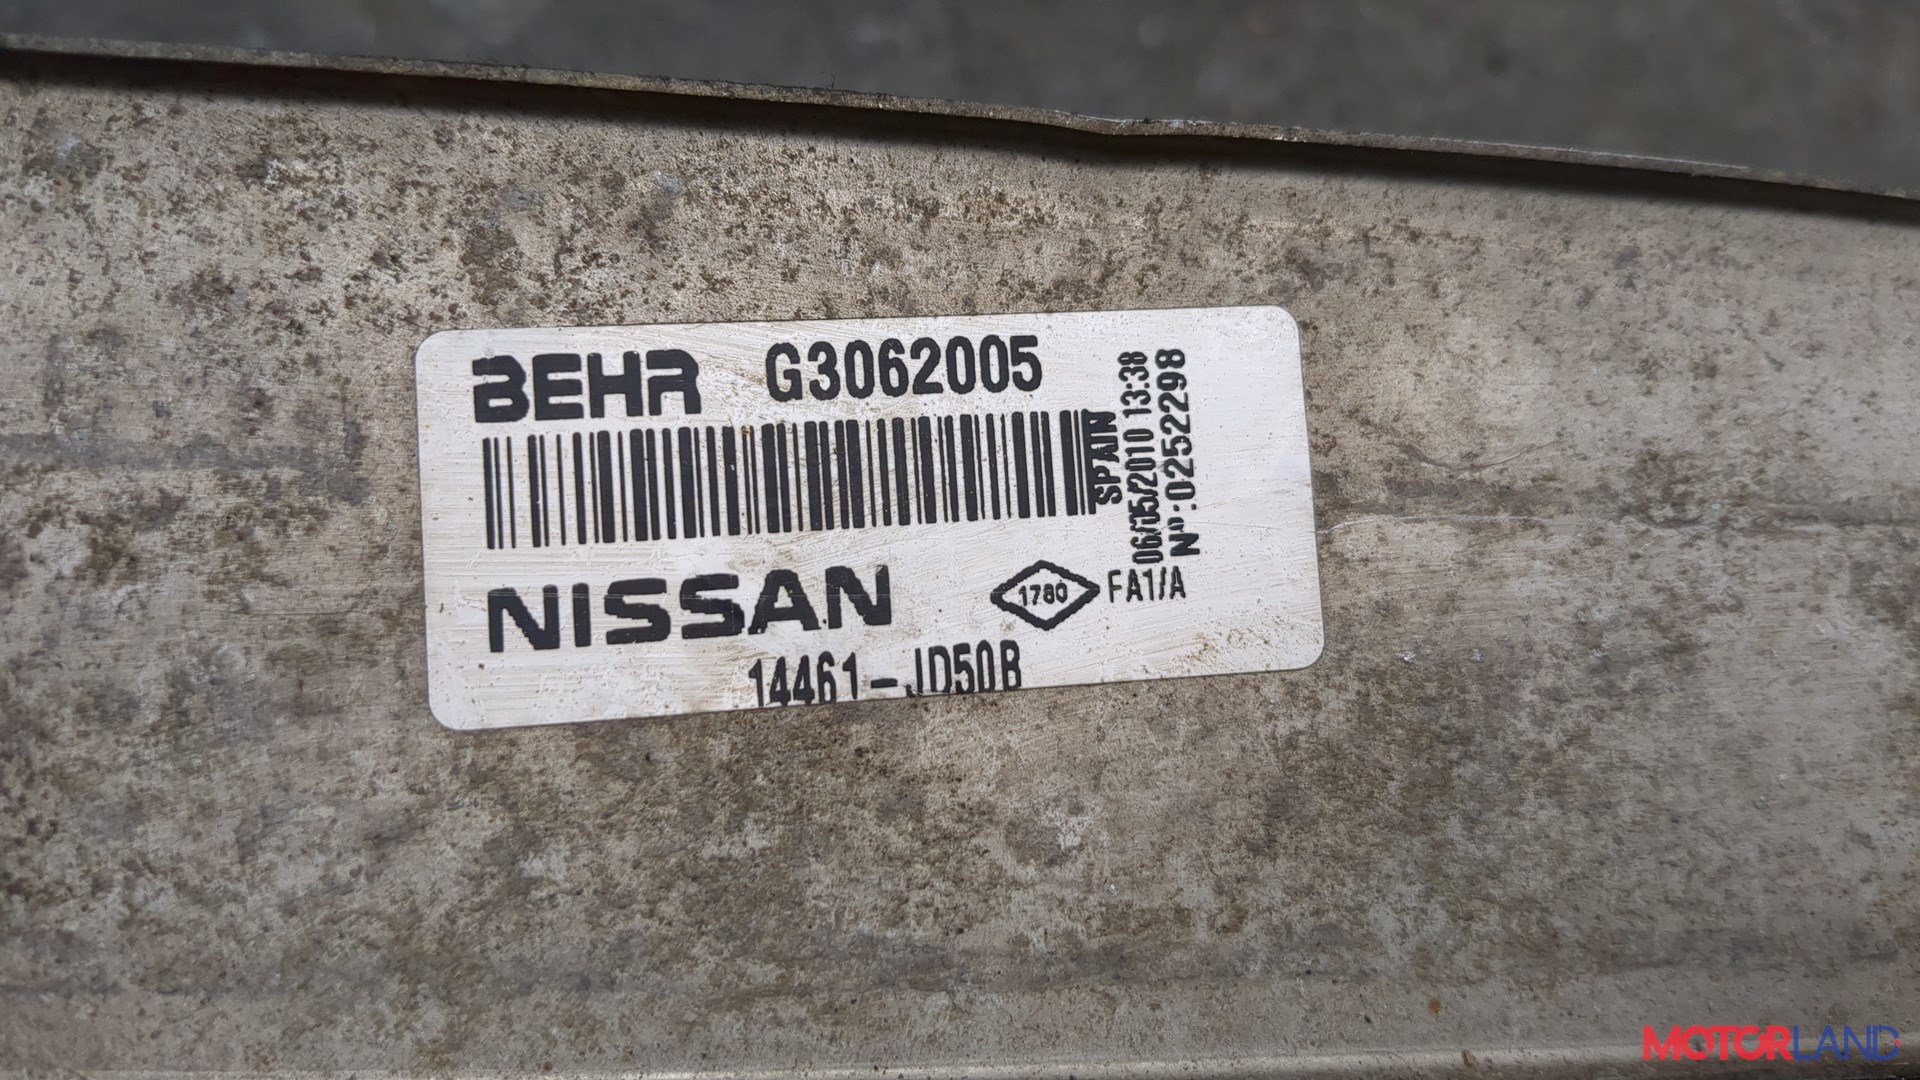 BEHR G3062005
SPAIN
06/05/2010 13:38
Nº:02522298
NISSAN
1780
FA1/A
14461-JD50B
MOTORLAND